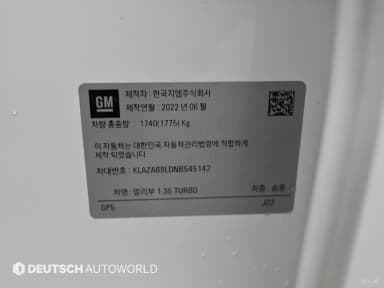 GM
제작자 : 한국지엠주식회사
제작연월 2022 년 06 월
차량 총중량 : 1740(1775) Kg
이 자동차는 대한민국 자동차관리법령에 적합하게
제작 되었습니다
차대번호 : KLAZA69LDNB545142
차명 : 말리부 1.35 TURBO
차종 : 승용
GPS
J22
DEUTSCH AUTOWORLD